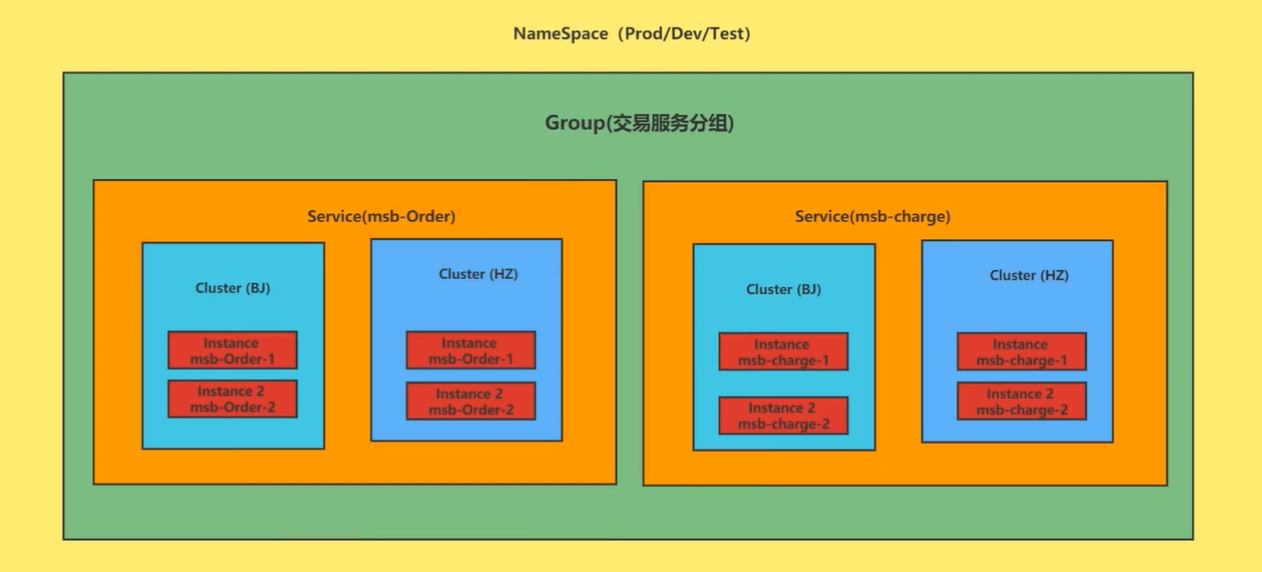 NameSpace（Prod/Dev/Test）
Group(交易服务分组)
Service(msb-Order)
Cluster (BJ)
Instance
msb-Order-1
Instance 2
msb-Order-2
Cluster (HZ)
Instance
msb-Order-1
Instance 2
msb-Order-2
Service(msb-charge)
Cluster (BJ)
Instance
msb-charge-1
Instance 2
msb-charge-2
Cluster (HZ)
Instance
msb-charge-1
Instance 2
msb-charge-2